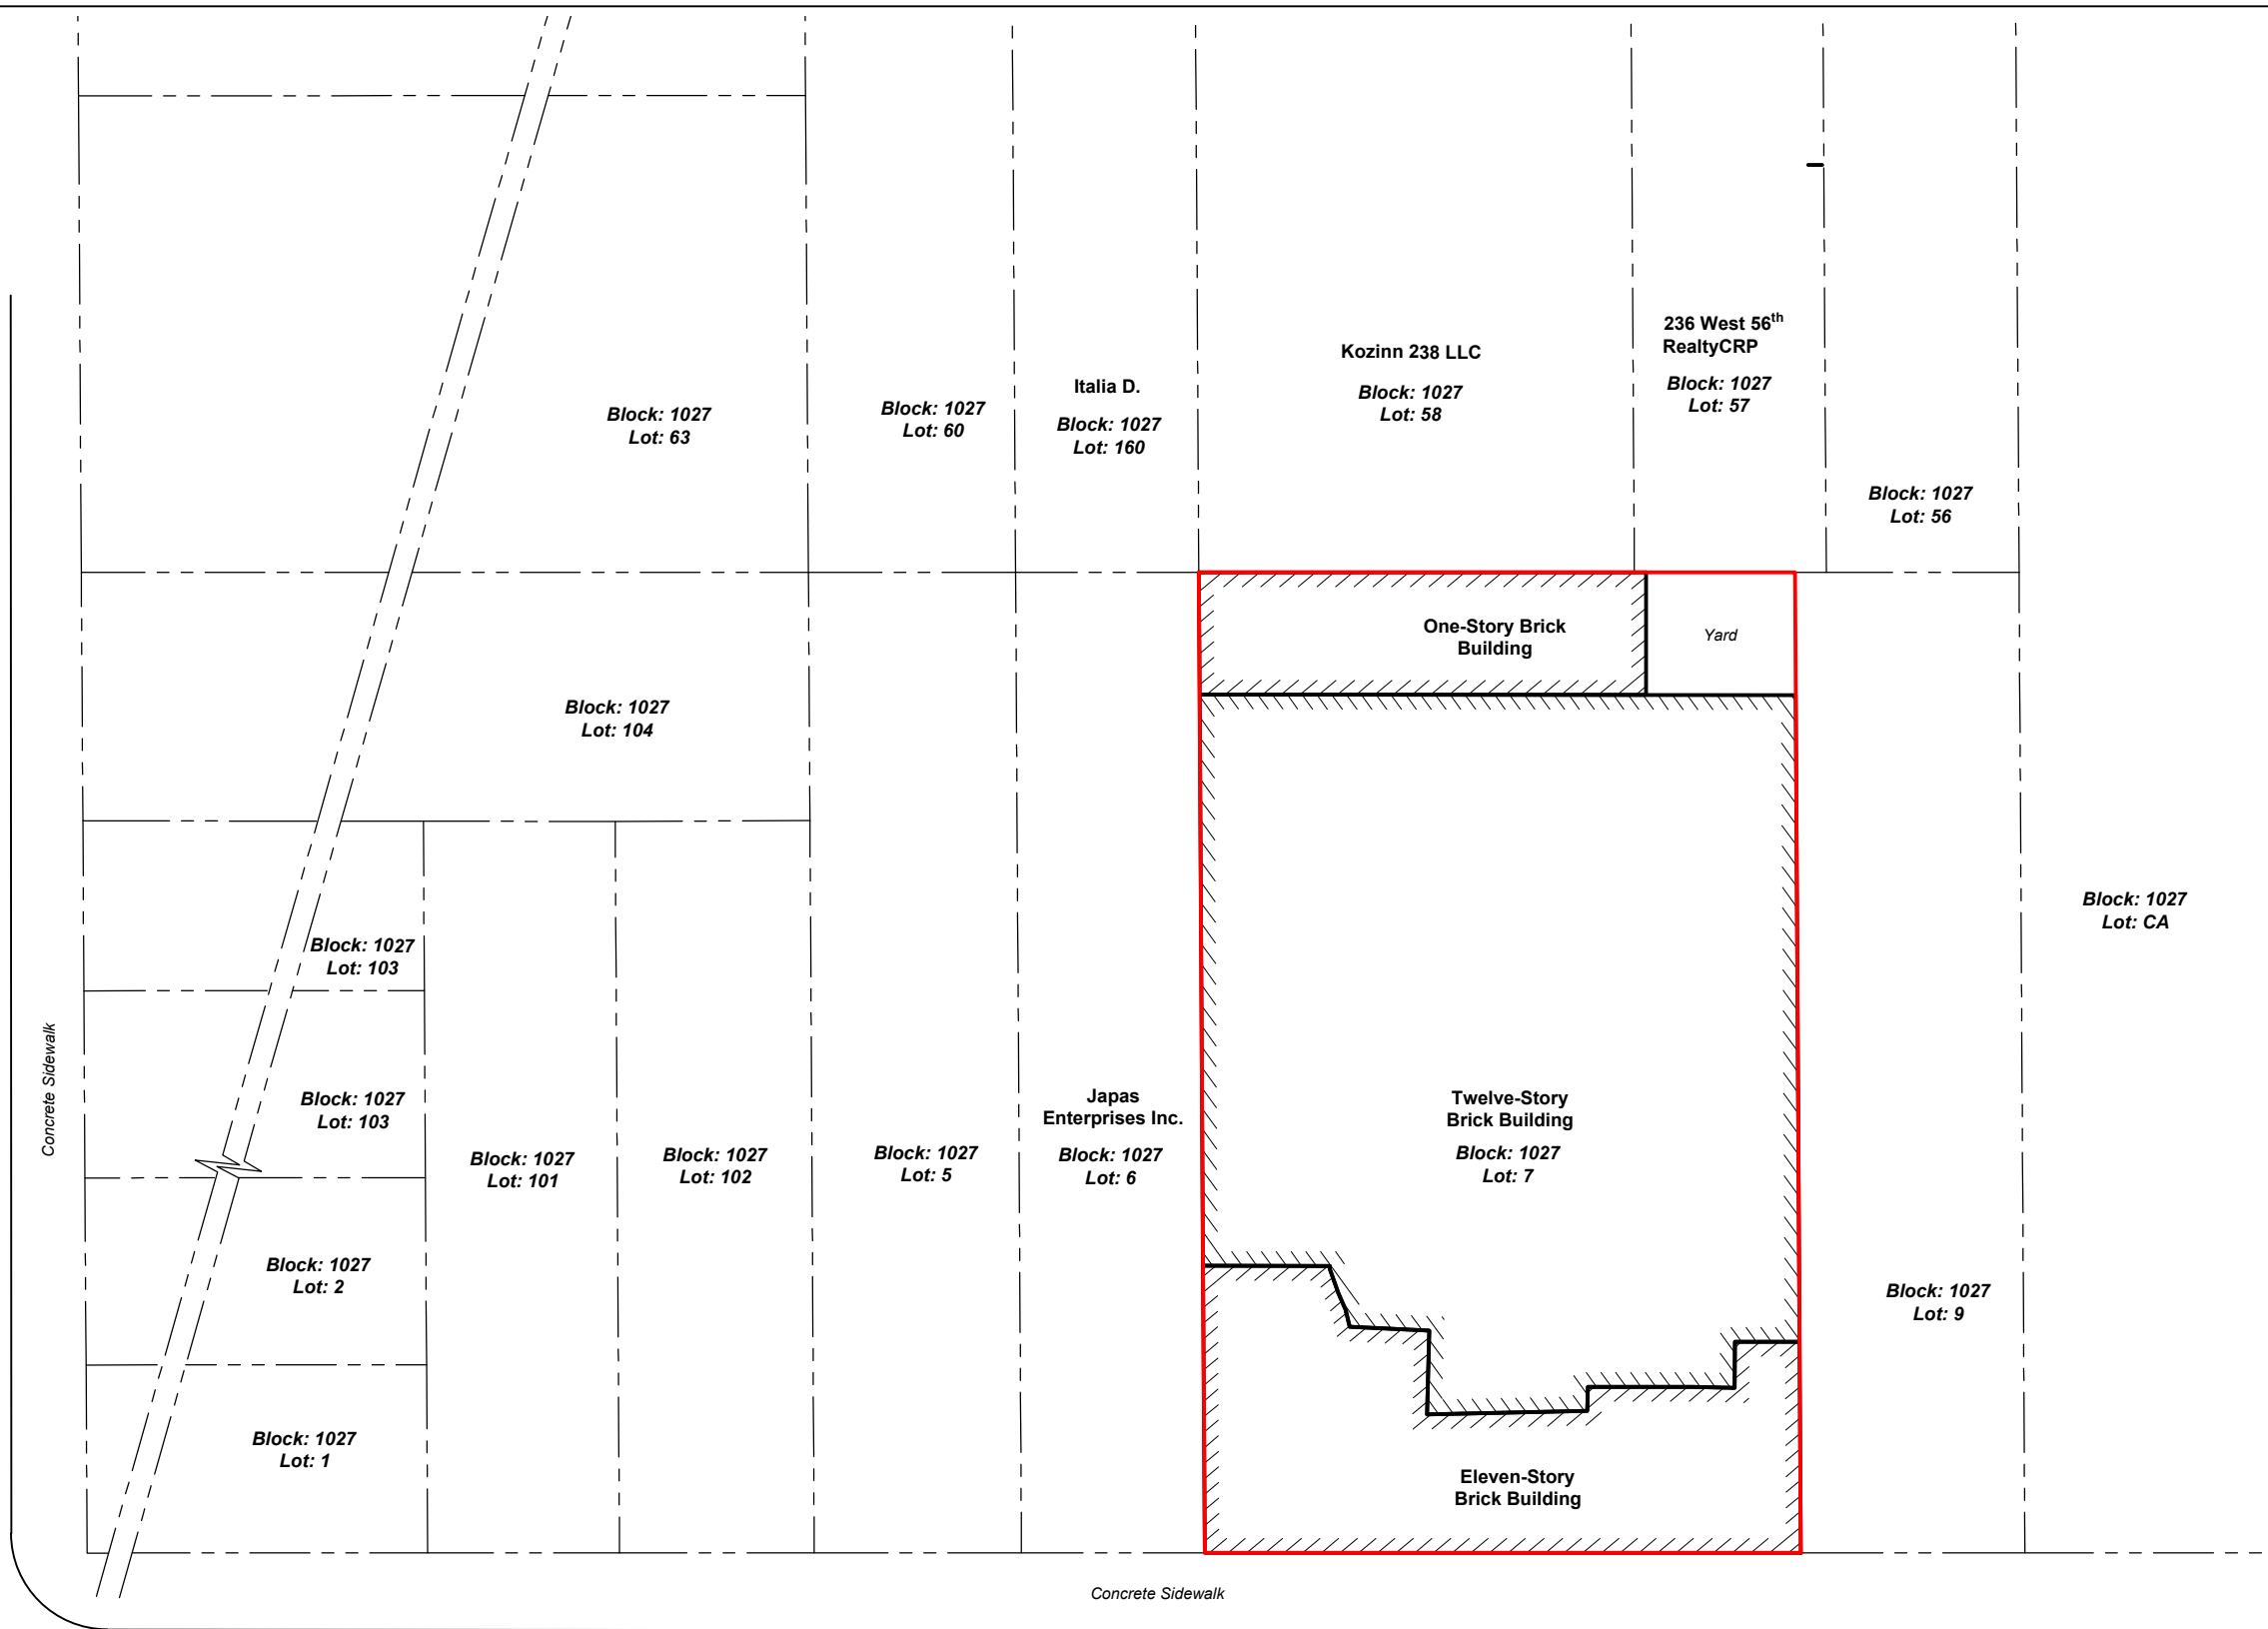 236 West 56th
RealtyCRP
Block: 1027
Lot: 57
Kozinn 238 LLC
Block: 1027
Lot: 58
Italia D.
Block: 1027
Lot: 160
Block: 1027
Lot: 60
Block: 1027
Lot: 63
Block: 1027
Lot: 56
One-Story Brick
Building
Yard
Block: 1027
Lot: 104
Block: 1027
Lot: CA
Block: 1027
Lot: 103
Concrete Sidewalk
Block: 1027
Lot: 103
Block: 1027
Lot: 101
Block: 1027
Lot: 102
Block: 1027
Lot: 5
Japas
Enterprises Inc.
Block: 1027
Lot: 6
Twelve-Story
Brick Building
Block: 1027
Lot: 7
Block: 1027
Lot: 2
Block: 1027
Lot: 9
Block: 1027
Lot: 1
Eleven-Story
Brick Building
Concrete Sidewalk